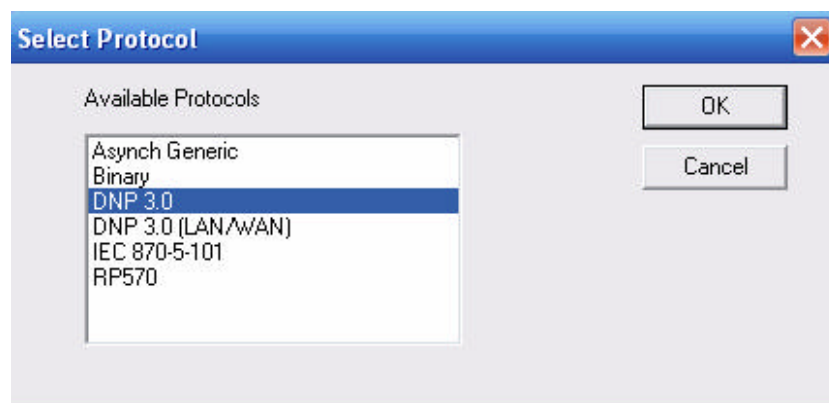 Select Protocol
Available Protocols
OK
Asynch Generic
Binary
Cancel
DNP 3.0
DNP 3.0 (LAN/WAN)
IEC 870-5-101
RP570